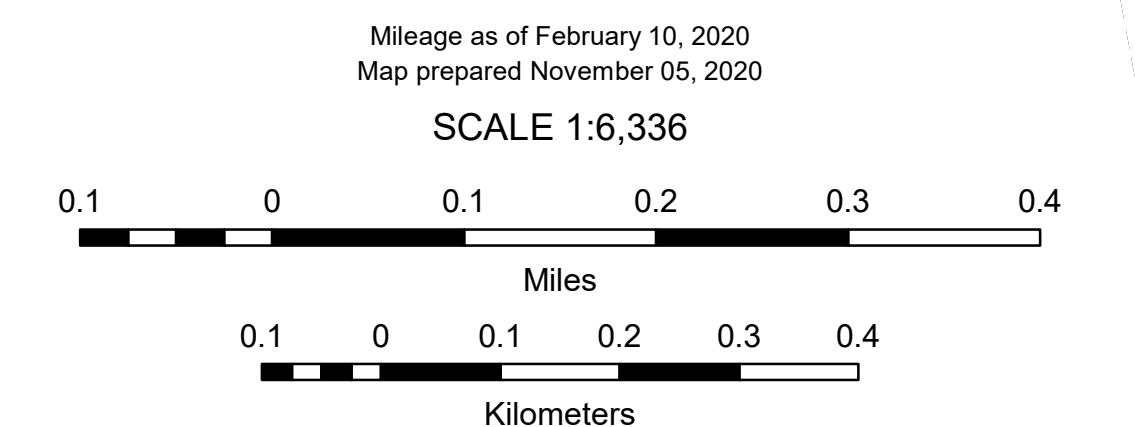 Mileage as of February 10, 2020
Map prepared November 05, 2020
SCALE 1:6,336
0.1 0 0.1 0.2 0.3 0.4
Miles
0.1 0 0.1 0.2 0.3 0.4
Kilometers